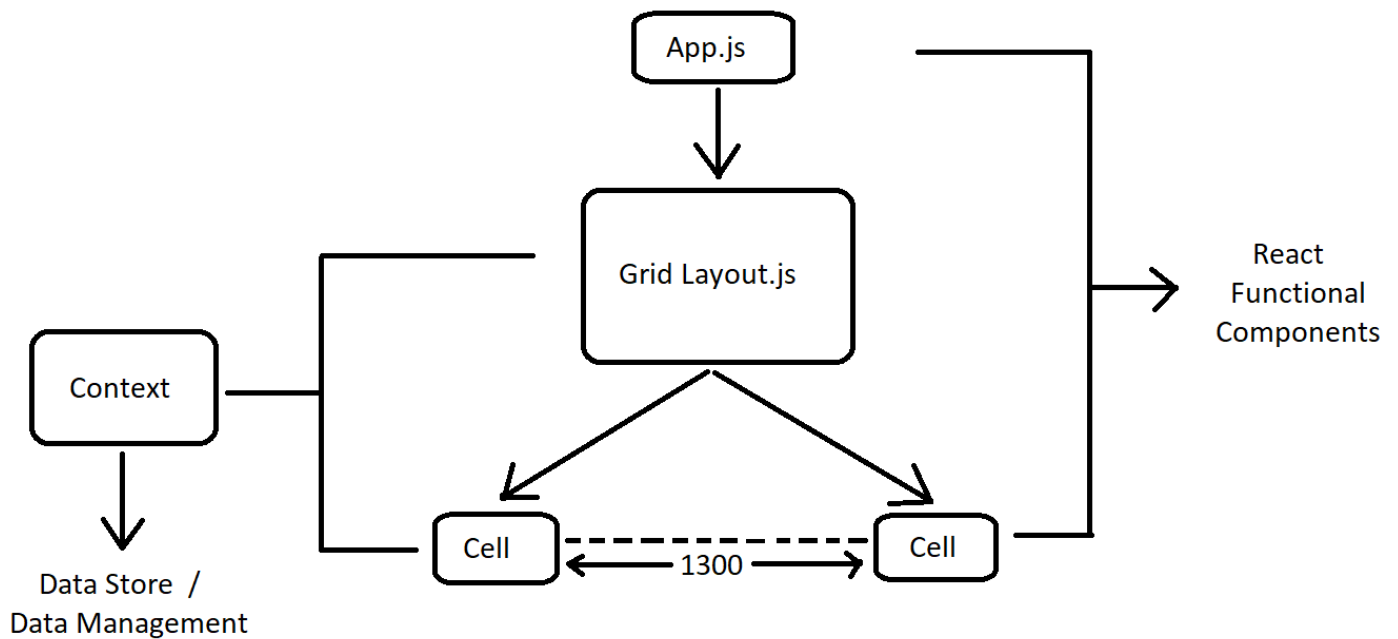 App.js
Grid Layout.js
React
Functional
Components
Context
Cell
Cell
1300
Data Store /
Data Management